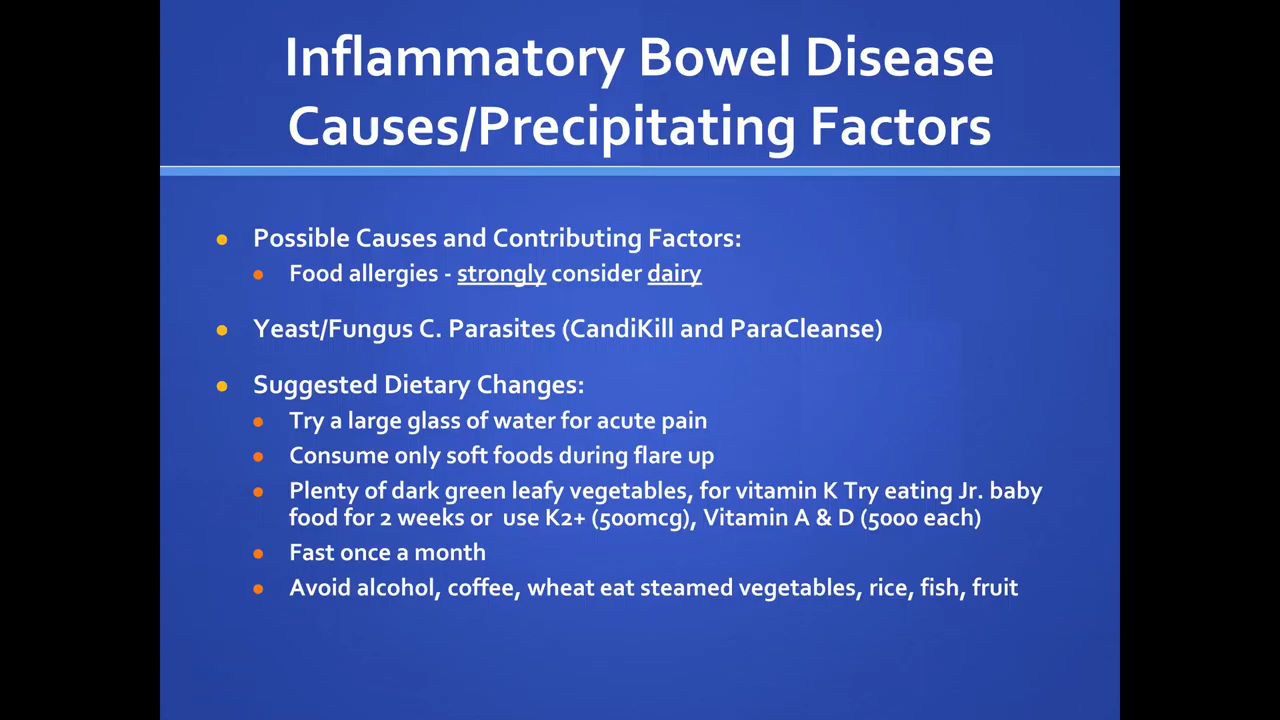 Inflammatory Bowel Disease
Causes/Precipitating Factors
Possible Causes and Contributing Factors:
Food allergies - strongly consider dairy
Yeast/Fungus C. Parasites (CandiKill and ParaCleanse)
Suggested Dietary Changes:
Try a large glass of water for acute pain
Consume only soft foods during flare up
Plenty of dark green leafy vegetables, for vitamin K Try eating Jr. baby
food for 2 weeks or use K2+ (500mcg), Vitamin A & D (5000 each)
Fast once a month
Avoid alcohol, coffee, wheat eat steamed vegetables, rice, fish, fruit